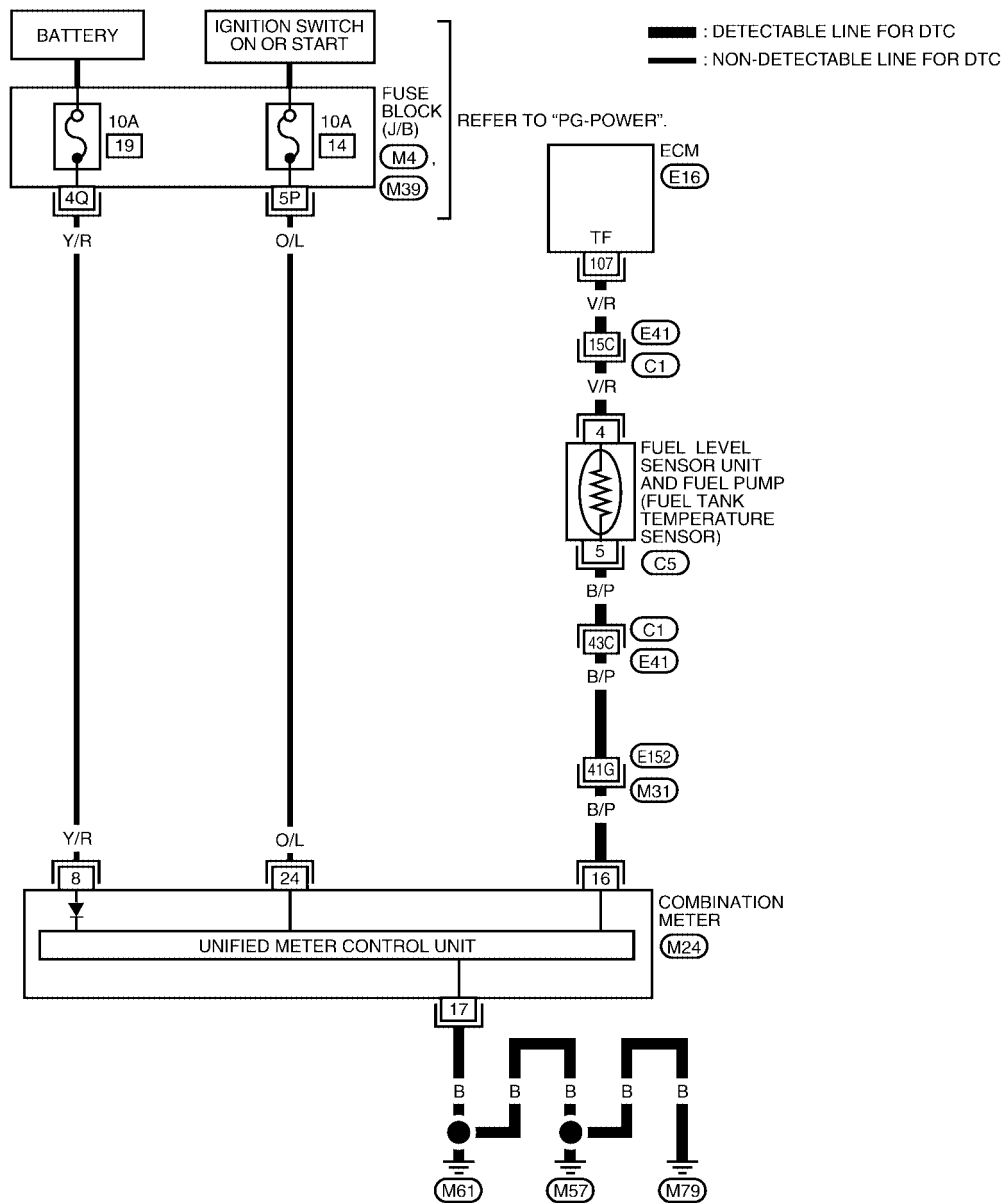 BATTERY
IGNITION SWITCH
ON OR START
: DETECTABLE LINE FOR DTC
: NON-DETECTABLE LINE FOR DTC
10A
19
10A
14
FUSE
BLOCK
(J/B)
M4 ,
M39
REFER TO "PG-POWER".
4Q
5P
Y/R
O/L
ECM
E16
TF
107
V/R
15C
E41
C1
V/R
4
FUEL LEVEL
SENSOR UNIT
AND FUEL PUMP
(FUEL TANK
TEMPERATURE
SENSOR)
5
C5
B/P
43C
C1
E41
B/P
41G
E152
M31
B/P
Y/R
O/L
8
24
16
COMBINATION
METER
M24
UNIFIED METER CONTROL UNIT
17
B
B
B
B
B
M61
M57
M79